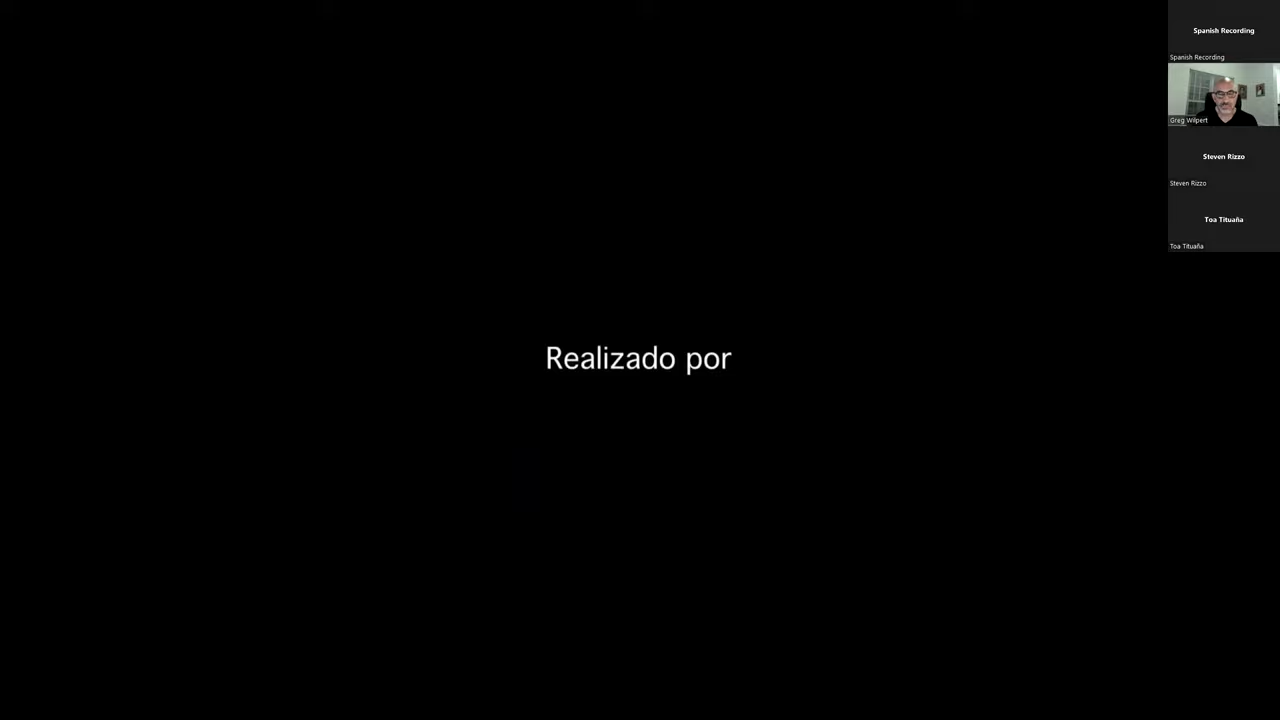 Spanish Recording
Spanish Recording
Greg Wilpert
Steven Rizzo
Steven Rizzo
Toa Tituaña
Toa Tituaña
Realizado por